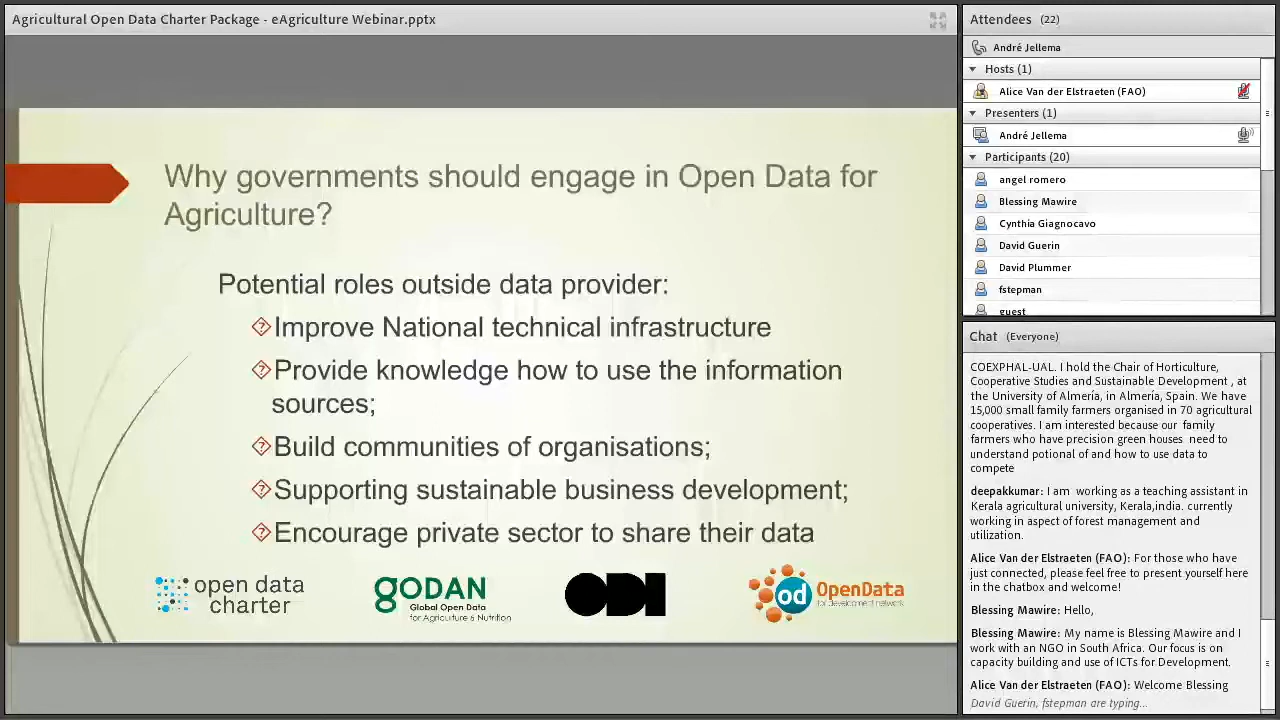 Agricultural Open Data Charter Package - eAgriculture Webinar.pptx
Why governments should engage in Open Data for
Agriculture?
Potential roles outside data provider:
Improve National technical infrastructure
Provide knowledge how to use the information
sources;
Build communities of organisations;
Supporting sustainable business development;
Encourage private sector to share their data
open data
charter
GODAN
Global Open Data
for Agriculture & Nutrition
ODI
od OpenData
for development network
Attendees (22)
André Jellema
Hosts (1)
Alice Van der Elstraeten (FAO)
Presenters (1)
André Jellema
Participants (20)
angel romero
Blessing Mawire
Cynthia Giagnocavo
David Guerin
David Plummer
fstepman
guest
Chat (Everyone)
COEXPHAL-UAL. I hold the Chair of Horticulture,
Cooperative Studies and Sustainable Development , at
the University of Almería, in Almería, Spain. We have
15,000 small family farmers organised in 70 agricultural
cooperatives. I am interested because our family
farmers who have precision green houses need to
understand potional of and how to use data to
compete
deepakkumar: I am working as a teaching assistant in
Kerala agricultural university, Kerala,india. currently
working in aspect of forest management and
utilization.
Alice Van der Elstraeten (FAO): For those who have
just connected, please feel free to present yourself here
in the chatbox and welcome!
Blessing Mawire: Hello,
Blessing Mawire: My name is Blessing Mawire and I
work with an NGO in South Africa. Our focus is on
capacity building and use of ICTs for Development.
Alice Van der Elstraeten (FAO): Welcome Blessing
David Guerin, fstepman are typing...